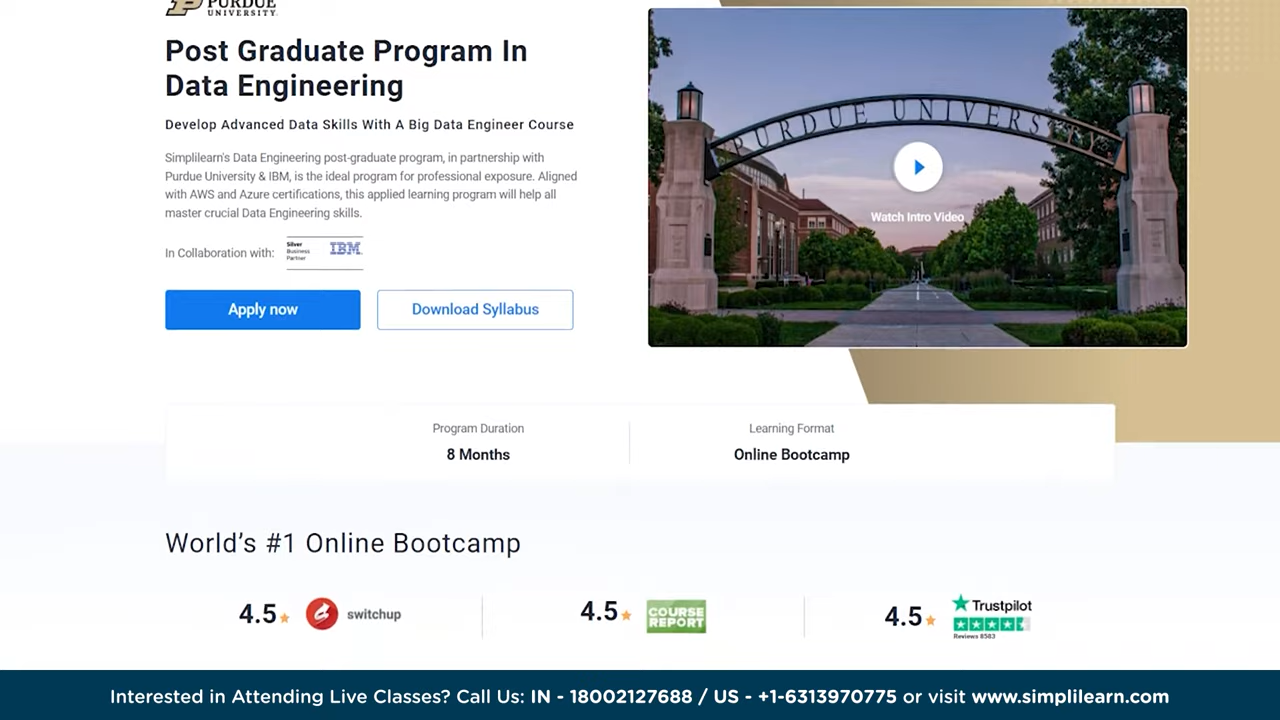 PURDUE
UNIVERSITY.
Post Graduate Program In
Data Engineering
Develop Advanced Data Skills With A Big Data Engineer Course
Simplilearn's Data Engineering post-graduate program, in partnership with
Purdue University & IBM, is the ideal program for professional exposure. Aligned
with AWS and Azure certifications, this applied learning program will help all
master crucial Data Engineering skills.
In Collaboration with:
Silver
Business
Partner
IBM
Apply now
Download Syllabus
PURDUE UNIVERSITY
Watch Intro Video
Program Duration
8 Months
Learning Format
Online Bootcamp
World's #1 Online Bootcamp
4.5
switchup
4.5
COURSE
REPORT
4.5
Trustpilot
Reviews 8583
Interested in Attending Live Classes? Call Us: IN - 18002127688 / US - +1-6313970775 or visit www.simplilearn.com